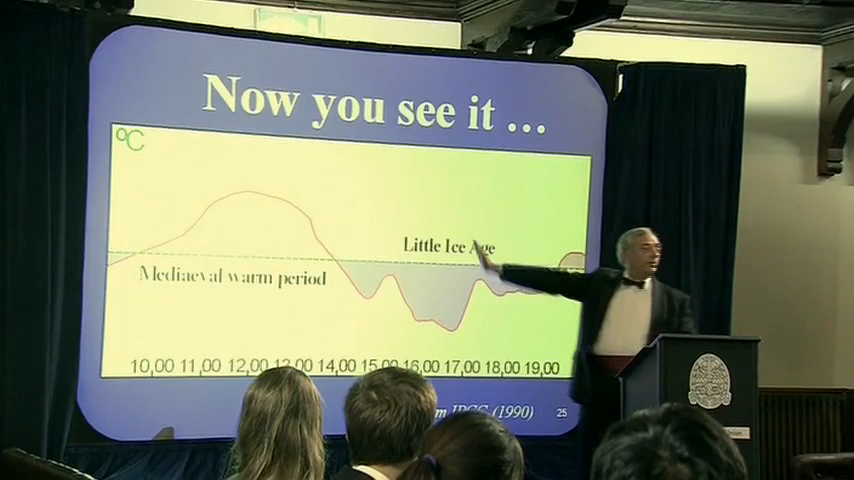 Now you see it ...
°C
Little Ice Age
Mediaeval warm period
10,00 11,00 12,00 13,00 14,00 15,00 16,00 17,00 18,00 19,00
IPCC (1990)
25